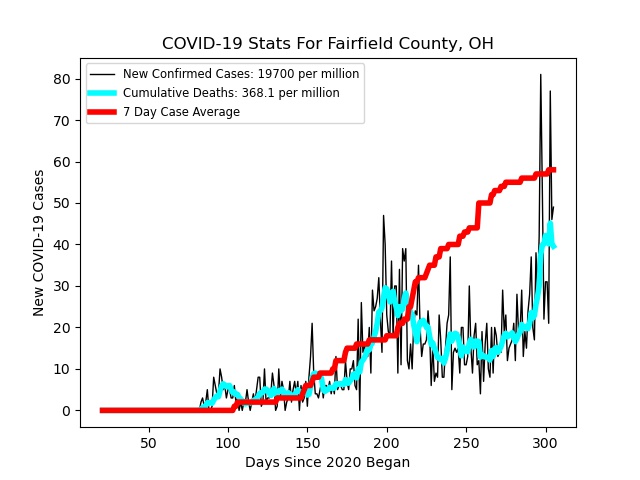 COVID-19 Stats For Fairfield County, OH
New Confirmed Cases: 19700 per million
Cumulative Deaths: 368.1 per million
7 Day Case Average
New COVID-19 Cases
80
70
60
50
40
30
20
10
0
50
100
150
200
250
300
Days Since 2020 Began